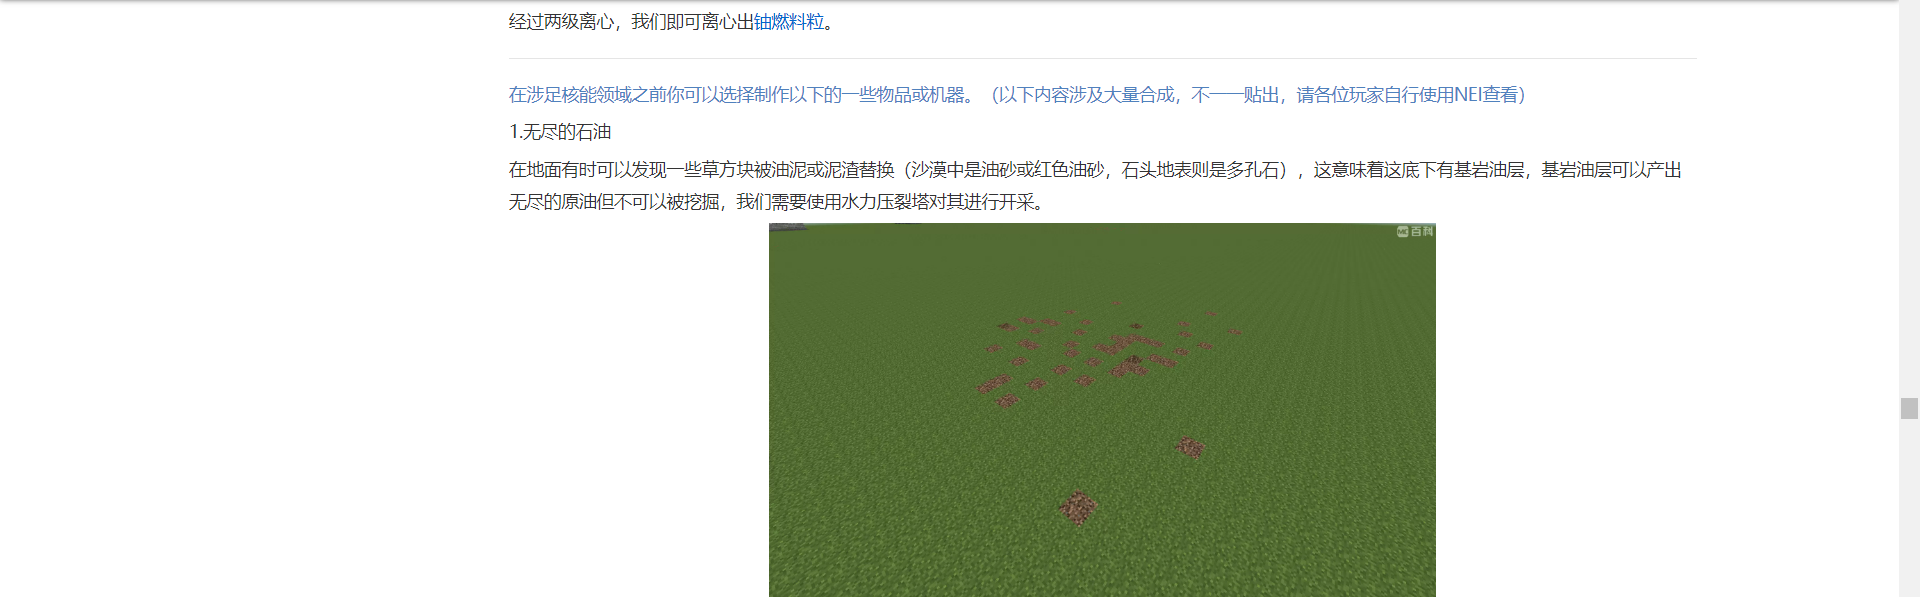 经过两级离心，我们即可离心出铀燃料粒。
在涉足核能领域之前你可以选择制作以下的一些物品或机器。（以下内容涉及大量合成，不一一贴出，请各位玩家自行使用NEI查看）
1.无尽的石油
在地面有时可以发现一些草方块被油泥或泥渣替换（沙漠中是油砂或红色油砂，石头地表则是多孔石），这意味着这底下有基岩油层，基岩油层可以产出
无尽的原油但不可以被挖掘，我们需要使用水力压裂塔对其进行开采。
MC百科